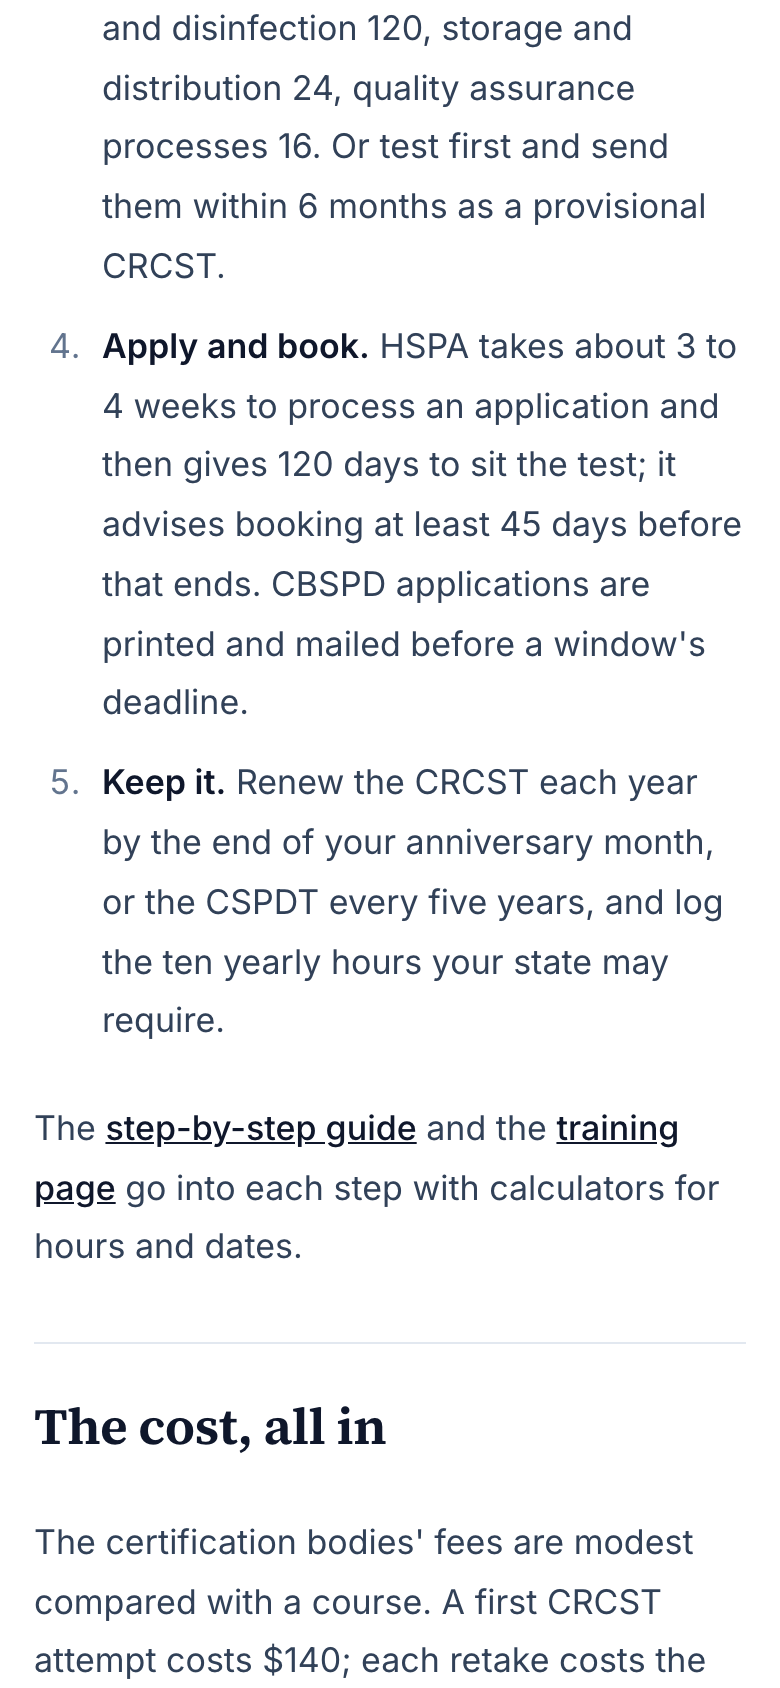 and disinfection 120, storage and
distribution 24, quality assurance
processes 16. Or test first and send
them within 6 months as a provisional
CRCST.
4. Apply and book. HSPA takes about 3 to
4 weeks to process an application and
then gives 120 days to sit the test; it
advises booking at least 45 days before
that ends. CBSPD applications are
printed and mailed before a window's
deadline.
5. Keep it. Renew the CRCST each year
by the end of your anniversary month,
or the CSPDT every five years, and log
the ten yearly hours your state may
require.
The step-by-step guide and the training
page go into each step with calculators for
hours and dates.
The cost, all in
The certification bodies' fees are modest
compared with a course. A first CRCST
attempt costs $140; each retake costs the